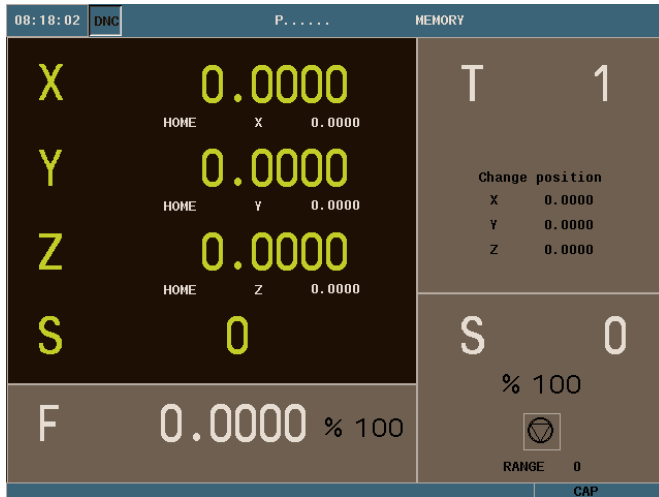 08:18:02 DNC P...... MEMORY
X 0.0000
HOME X 0.0000
Y 0.0000
HOME Y 0.0000
Z 0.0000
HOME Z 0.0000
S 0
F 0.0000 % 100
T 1
Change position
X 0.0000
Y 0.0000
Z 0.0000
S 0
% 100
RANGE 0
CAP